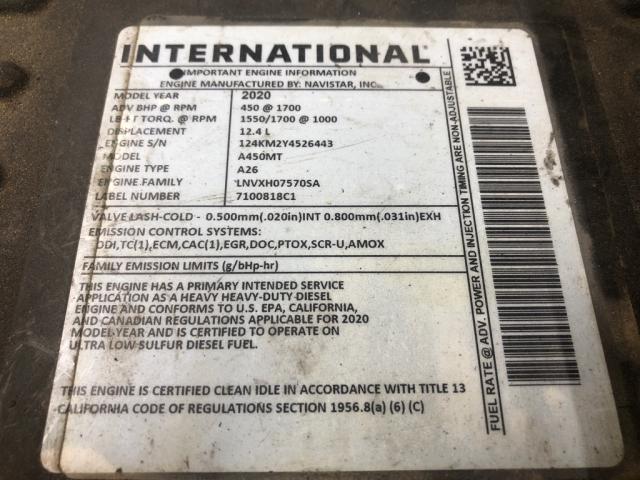 INTERNATIONAL
IMPORTANT ENGINE INFORMATION
ENGINE MANUFACTURED BY: NAVISTAR, INC.
MODEL YEAR 2020
ADV BHP @ RPM 450 @ 1700
LB-FT TORQ. @ RPM 1550/1700 @ 1000
DISPLACEMENT 12.4 L
ENGINE S/N 124KM2Y4526443
MODEL A450MT
ENGINE TYPE A26
ENGINE FAMILY LNVXH07570SA
LABEL NUMBER 7100818C1
VALVE LASH-COLD - 0.500mm(.020in)INT 0.800mm(.031in)EXH
EMISSION CONTROL SYSTEMS:
DDI,TC(1),ECM,CAC(1),EGR,DOC,PTOX,SCR-U,AMOX
FAMILY EMISSION LIMITS (g/bHp-hr)
THIS ENGINE HAS A PRIMARY INTENDED SERVICE
APPLICATION AS A HEAVY HEAVY-DUTY DIESEL
ENGINE AND CONFORMS TO U.S. EPA, CALIFORNIA,
AND CANADIAN REGULATIONS APPLICABLE FOR 2020
MODEL YEAR AND IS CERTIFIED TO OPERATE ON
ULTRA LOW SULFUR DIESEL FUEL.
THIS ENGINE IS CERTIFIED CLEAN IDLE IN ACCORDANCE WITH TITLE 13
CALIFORNIA CODE OF REGULATIONS SECTION 1956.8(a) (6) (C)
FUEL RATE @ ADV. POWER AND INJECTION TIMING ARE NON-ADJUSTABLE